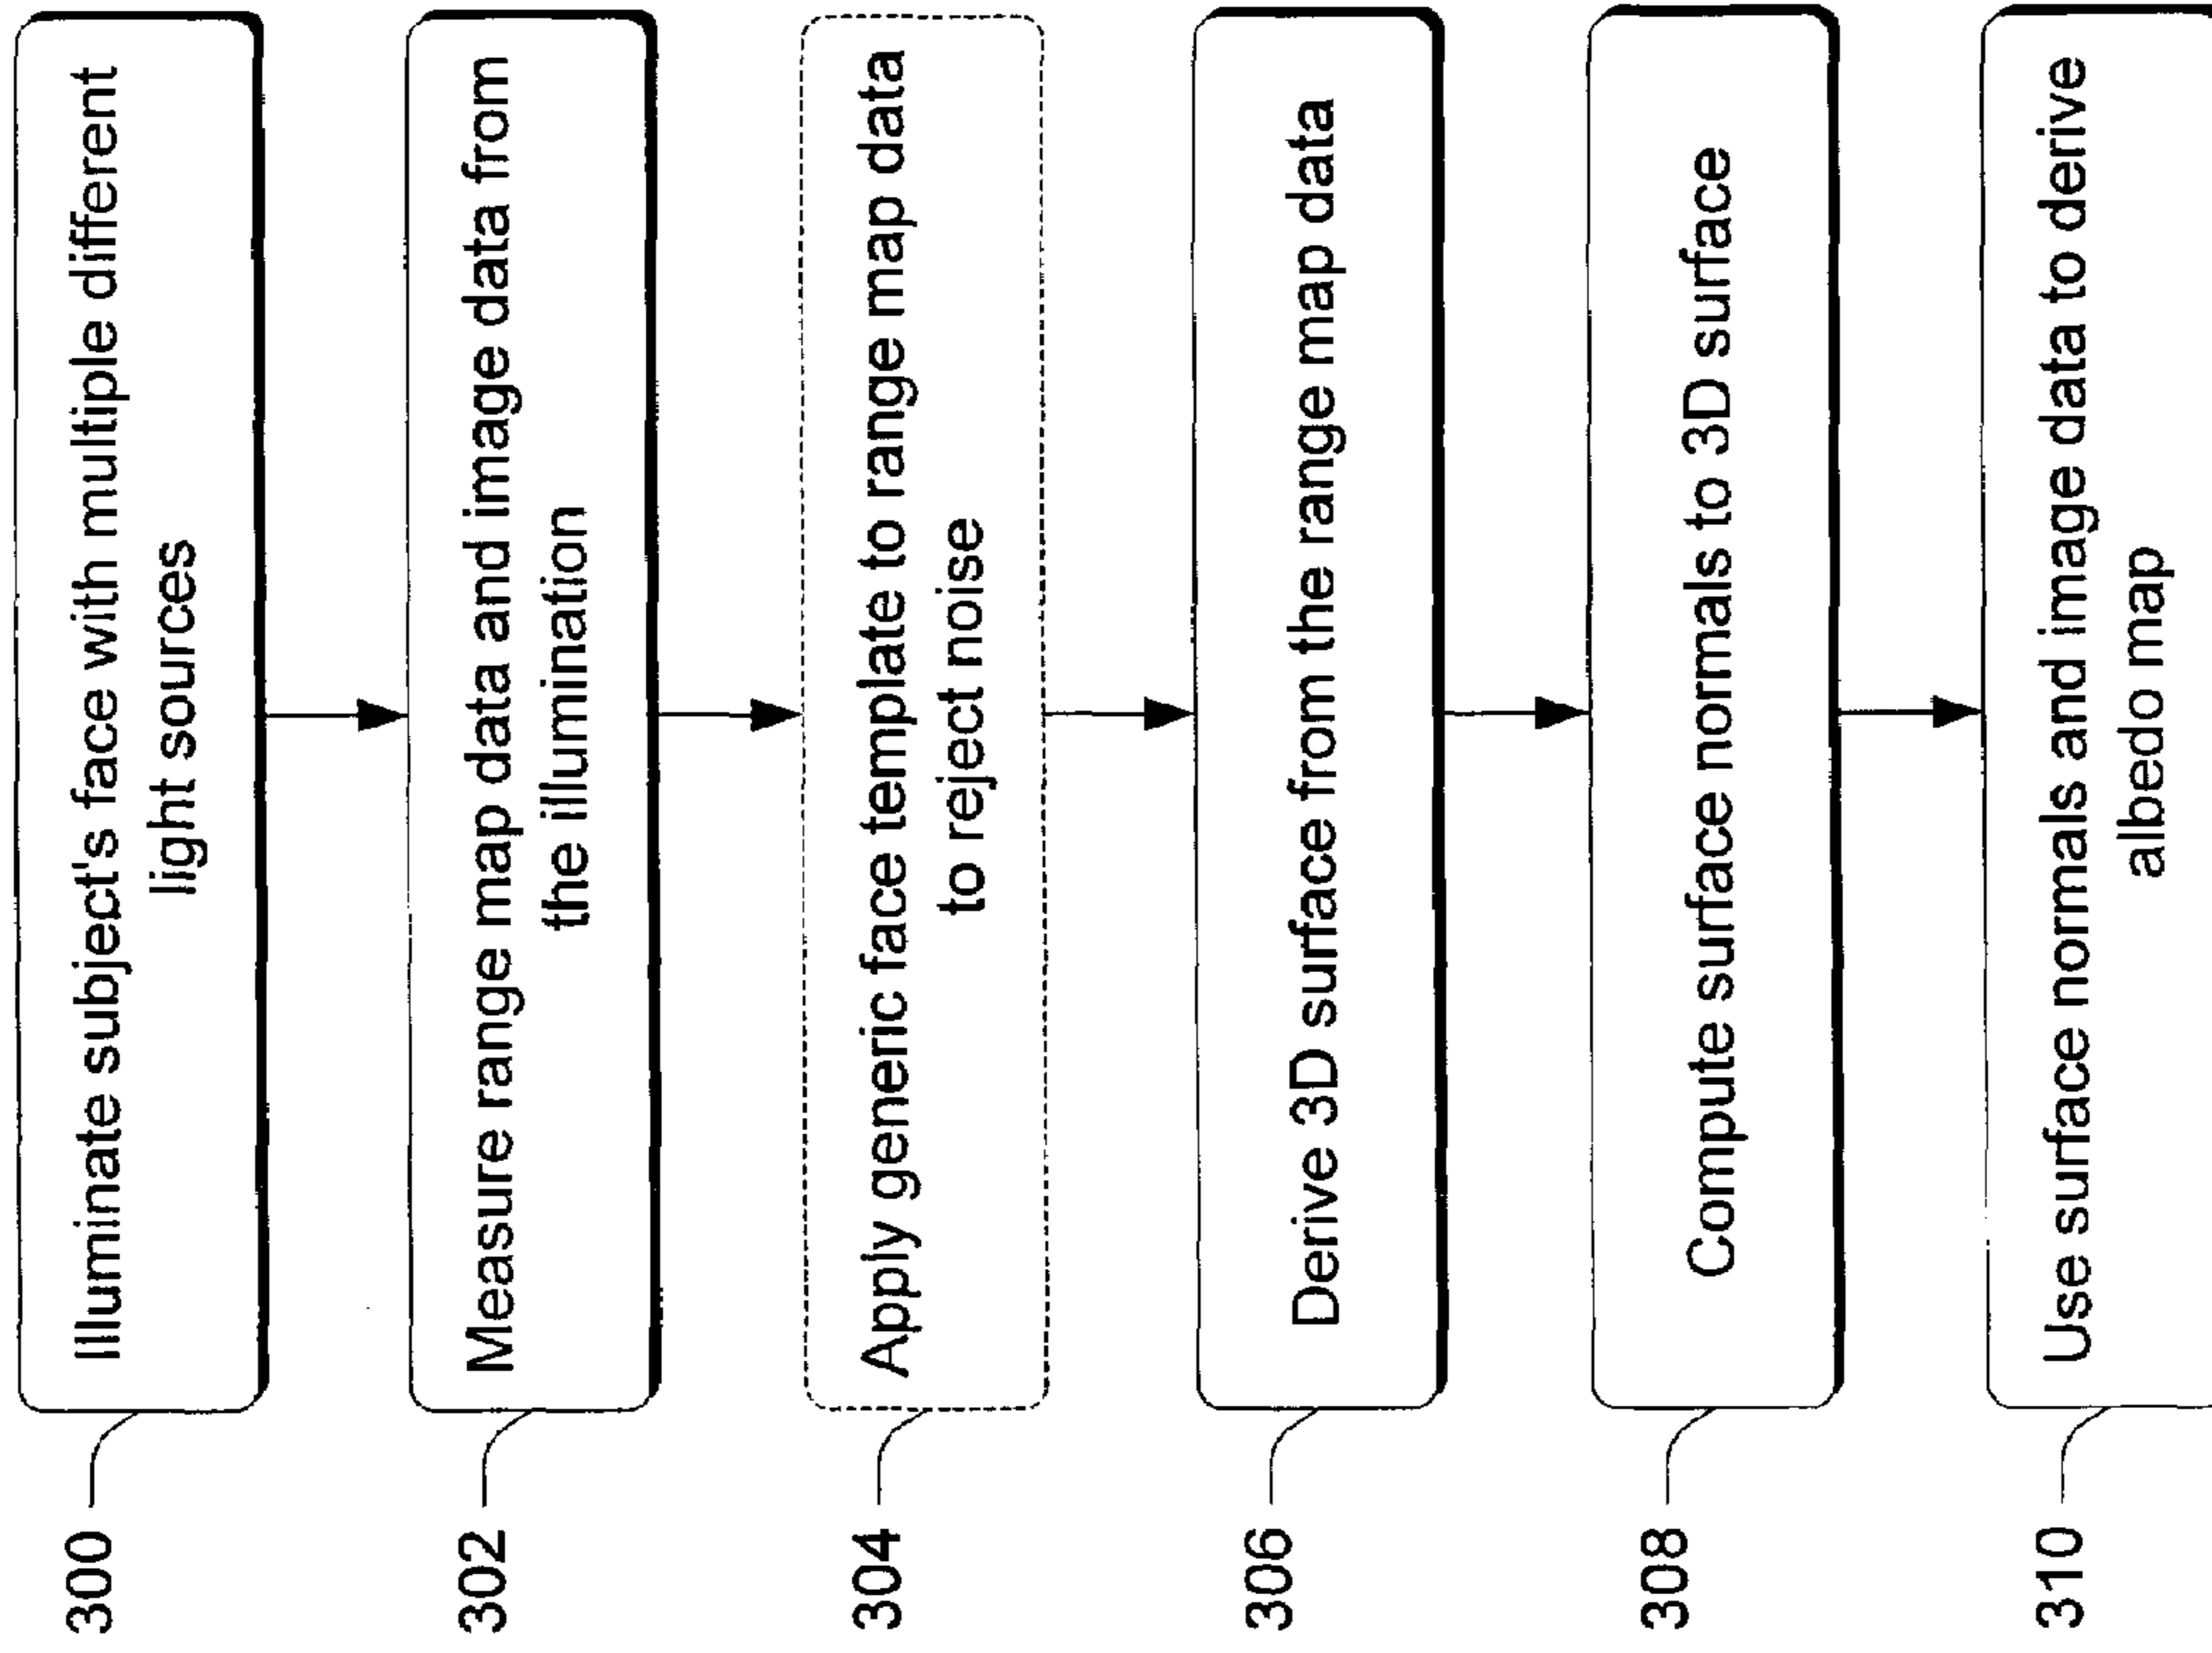 300
Illuminate subject's face with multiple different
light sources
302
Measure range map data and image data from
the illumination
304
Apply generic face template to range map data
to reject noise
306
Derive 3D surface from the range map data
308
Compute surface normals to 3D surface
310
Use surface normals and image data to derive
albedo map